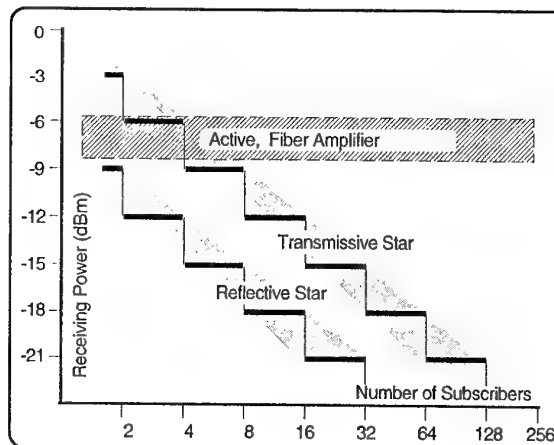 0
-3
-6
-9
-12
-15
-18
-21
Receiving Power (dBm)
Active, Fiber Amplifier
Transmissive Star
Reflective Star
Number of Subscribers
2 4 8 16 32 64 128 256